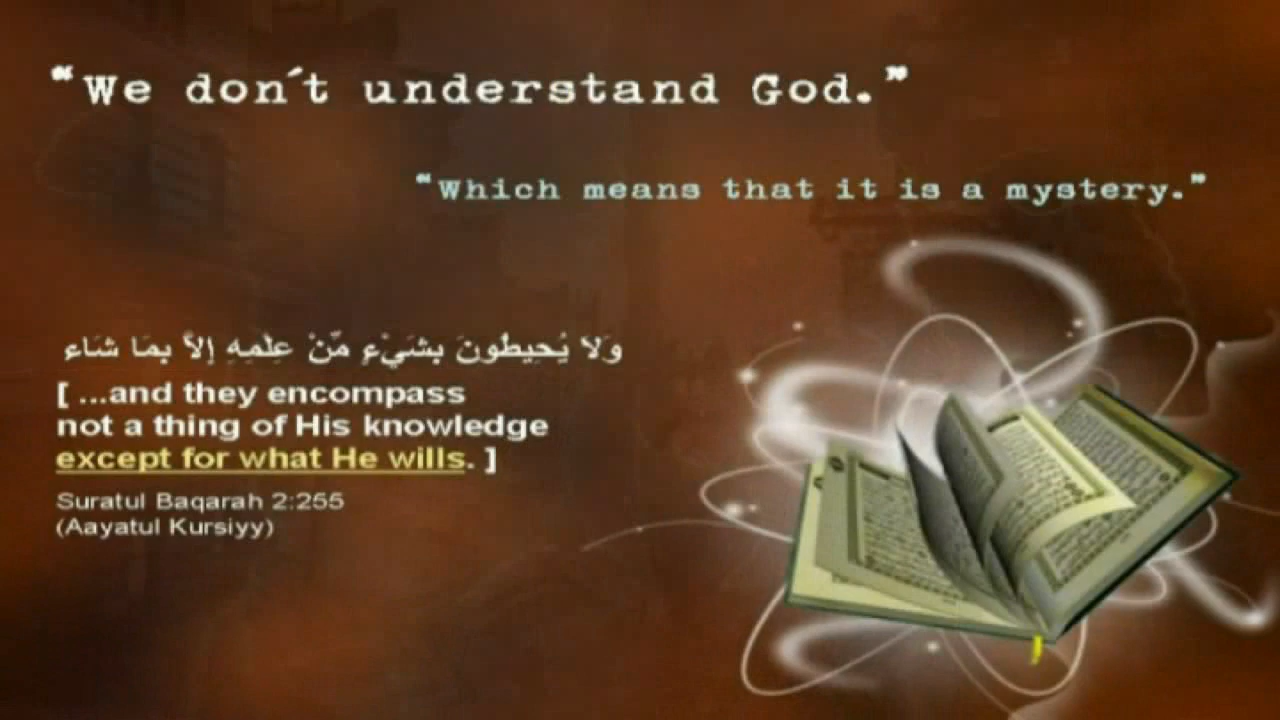 “We don´t understand God.”
“Which means that it is a mystery.”
وَلَا يُحِيطُونَ بِشَيْءٍ مِّنْ عِلْمِهِ إِلاَّ بِمَا شَاء
[ ...and they encompass
not a thing of His knowledge
except for what He wills. ]
Suratul Baqarah 2:255
(Aayatul Kursiyy)